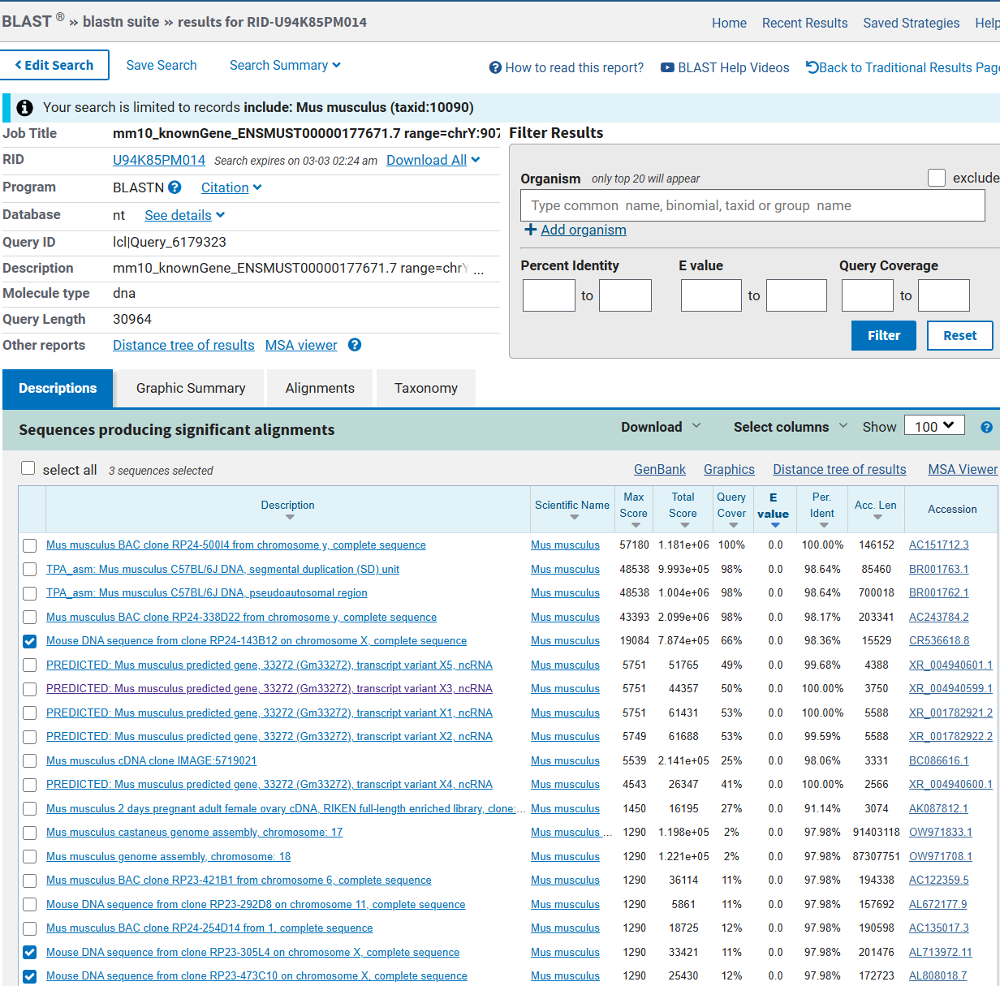 BLAST ® » blastn suite » results for RID-U94K85PM014
Home Recent Results Saved Strategies Help
Edit Search Save Search Search Summary
How to read this report? BLAST Help Videos Back to Traditional Results Page
Your search is limited to records include: Mus musculus (taxid:10090)
Job Title mm10_knownGene_ENSMUST00000177671.7 range=chrY:907
RID U94K85PM014 Search expires on 03-03 02:24 am Download All
Program BLASTN Citation
Database nt See details
Query ID lcl|Query_6179323
Description mm10_knownGene_ENSMUST00000177671.7 range=chrY ...
Molecule type dna
Query Length 30964
Other reports Distance tree of results MSA viewer
Filter Results
Organism only top 20 will appear exclude
Type common name, binomial, taxid or group name
Add organism
Percent Identity E value Query Coverage
to to to
Filter Reset
Descriptions Graphic Summary Alignments Taxonomy
Sequences producing significant alignments Download Select columns Show 100
select all 3 sequences selected GenBank Graphics Distance tree of results MSA Viewer
Description Scientific Name Max Score Total Score Query Cover E value Per. Ident Acc. Len Accession
Mus musculus BAC clone RP24-500I4 from chromosome y, complete sequence Mus musculus 57180 1.181e+06 100% 0.0 100.00% 146152 AC151712.3
TPA_asm: Mus musculus C57BL/6J DNA, segmental duplication (SD) unit Mus musculus 48538 9.993e+05 98% 0.0 98.64% 85460 BR001763.1
TPA_asm: Mus musculus C57BL/6J DNA, pseudoautosomal region Mus musculus 48538 1.004e+06 98% 0.0 98.64% 700018 BR001762.1
Mus musculus BAC clone RP24-338D22 from chromosome y, complete sequence Mus musculus 43393 2.099e+06 98% 0.0 98.17% 203341 AC243784.2
Mouse DNA sequence from clone RP24-143B12 on chromosome X, complete sequence Mus musculus 19084 7.874e+05 66% 0.0 98.36% 15529 CR536618.8
PREDICTED: Mus musculus predicted gene, 33272 (Gm33272), transcript variant X5, ncRNA Mus musculus 5751 51765 49% 0.0 99.68% 4388 XR_004940601.1
PREDICTED: Mus musculus predicted gene, 33272 (Gm33272), transcript variant X3, ncRNA Mus musculus 5751 44357 50% 0.0 100.00% 3750 XR_004940599.1
PREDICTED: Mus musculus predicted gene, 33272 (Gm33272), transcript variant X1, ncRNA Mus musculus 5751 61431 53% 0.0 100.00% 5588 XR_001782921.2
PREDICTED: Mus musculus predicted gene, 33272 (Gm33272), transcript variant X2, ncRNA Mus musculus 5749 61688 53% 0.0 99.59% 5588 XR_001782922.2
Mus musculus cDNA clone IMAGE:5719021 Mus musculus 5539 2.141e+05 25% 0.0 98.06% 3331 BC086616.1
PREDICTED: Mus musculus predicted gene, 33272 (Gm33272), transcript variant X4, ncRNA Mus musculus 4543 26347 41% 0.0 100.00% 2566 XR_004940600.1
Mus musculus 2 days pregnant adult female ovary cDNA, RIKEN full-length enriched library, clone:... Mus musculus 1450 16195 27% 0.0 91.14% 3074 AK087812.1
Mus musculus castaneus genome assembly, chromosome: 17 Mus musculus ... 1290 1.198e+05 2% 0.0 97.98% 91403118 OW971833.1
Mus musculus genome assembly, chromosome: 18 Mus musculus 1290 1.221e+05 2% 0.0 97.98% 87307751 OW971708.1
Mus musculus BAC clone RP23-421B1 from chromosome 6, complete sequence Mus musculus 1290 36114 11% 0.0 97.98% 194338 AC122359.5
Mouse DNA sequence from clone RP23-292D8 on chromosome 11, complete sequence Mus musculus 1290 5861 11% 0.0 97.98% 157692 AL672177.9
Mus musculus BAC clone RP24-254D14 from 1, complete sequence Mus musculus 1290 18725 12% 0.0 97.98% 190598 AC135017.3
Mouse DNA sequence from clone RP23-305L4 on chromosome X, complete sequence Mus musculus 1290 33421 11% 0.0 97.98% 201476 AL713972.11
Mouse DNA sequence from clone RP23-473C10 on chromosome X, complete sequence Mus musculus 1290 25430 12% 0.0 97.98% 172723 AL808018.7